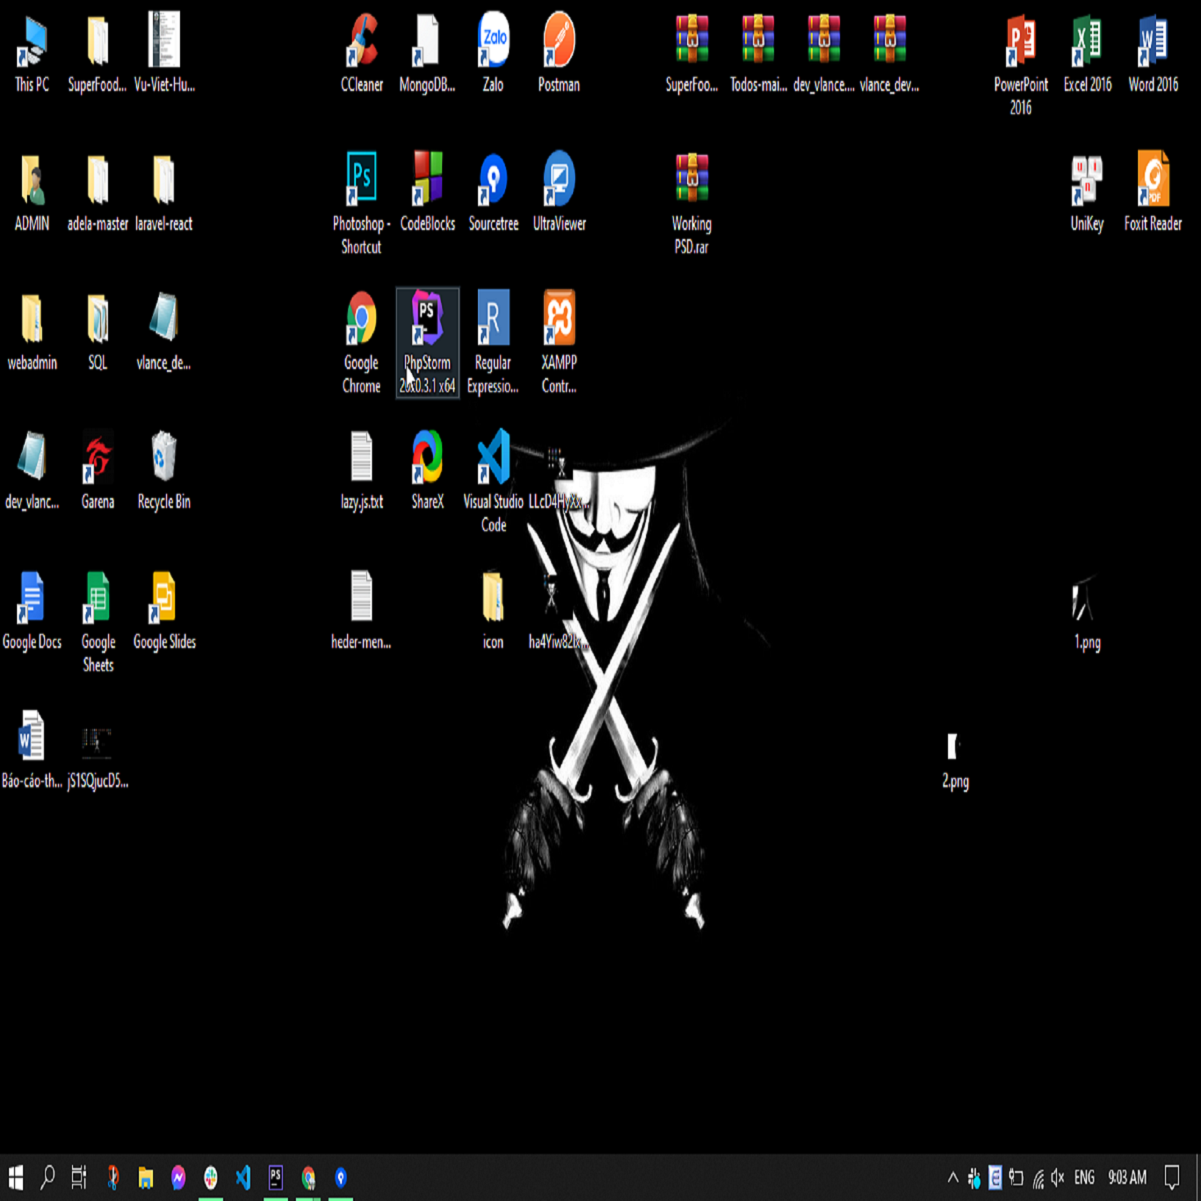 This PC
SuperFood...
Vu-Viet-Hu...
CCleaner
MongoDB...
Zalo
Postman
SuperFoo...
Todos-mai...
dev_vlance....
vlance_dev...
PowerPoint
2016
Excel 2016
Word 2016
ADMIN
adela-master
laravel-react
Photoshop -
Shortcut
CodeBlocks
Sourcetree
UltraViewer
Working
PSD.rar
UniKey
Foxit Reader
webadmin
SQL
vlance_de...
Google
Chrome
PhpStorm
2020.3.1 x64
Regular
Expressio...
XAMPP
Contr...
dev_vlanc...
Garena
Recycle Bin
lazy.js.txt
ShareX
Visual Studio
Code
Google Docs
Google
Sheets
Google Slides
heder-men...
icon
1.png
Báo-cáo-th...
jS1SQjucD5...
2.png
ENG
9:03 AM